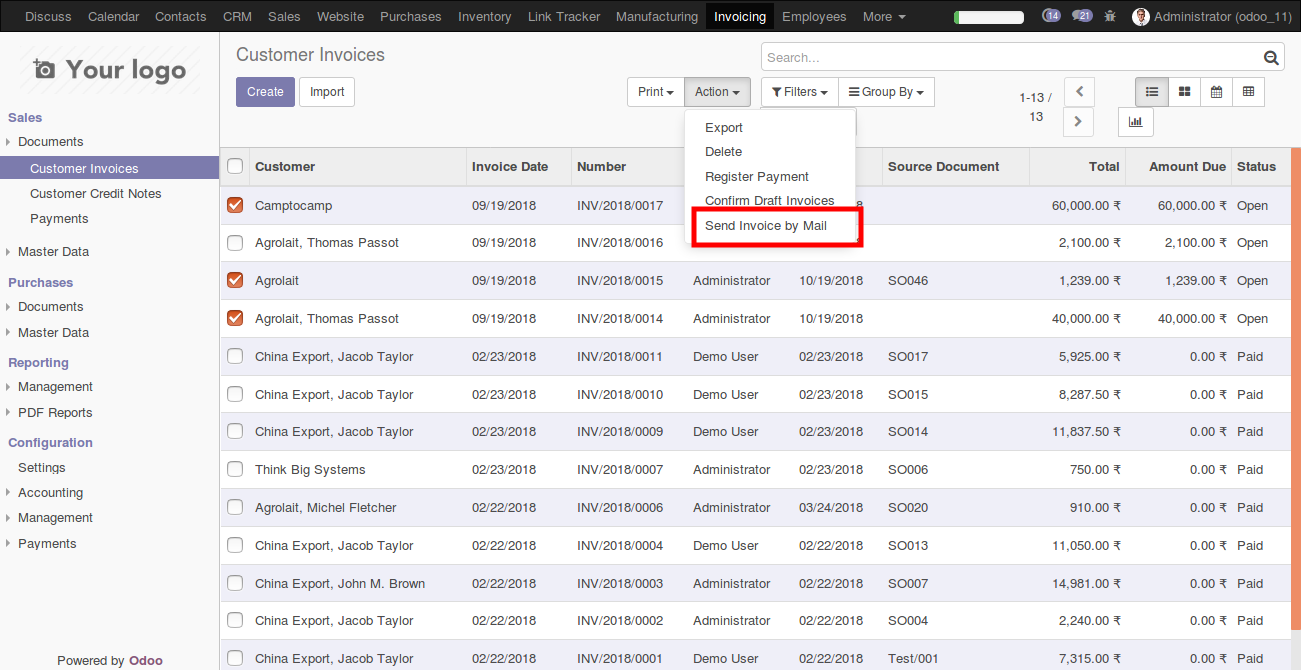 Discuss Calendar Contacts CRM Sales Website Purchases Inventory Link Tracker Manufacturing Invoicing Employees More 14 21 Administrator (odoo_11)
Your logo
Customer Invoices
Search...
Create Import
Print Action Filters Group By
1-13 / 13
Export
Delete
Register Payment
Confirm Draft Invoices
Send Invoice by Mail
Sales
Documents
Customer Invoices
Customer Credit Notes
Payments
Master Data
Purchases
Documents
Master Data
Reporting
Management
PDF Reports
Configuration
Settings
Accounting
Management
Payments
Powered by Odoo
Customer Invoice Date Number Source Document Total Amount Due Status
Camptocamp 09/19/2018 INV/2018/0017 8 60,000.00 ₹ 60,000.00 ₹ Open
Agrolait, Thomas Passot 09/19/2018 INV/2018/0016 2,100.00 ₹ 2,100.00 ₹ Open
Agrolait 09/19/2018 INV/2018/0015 Administrator 10/19/2018 SO046 1,239.00 ₹ 1,239.00 ₹ Open
Agrolait, Thomas Passot 09/19/2018 INV/2018/0014 Administrator 10/19/2018 40,000.00 ₹ 40,000.00 ₹ Open
China Export, Jacob Taylor 02/23/2018 INV/2018/0011 Demo User 02/23/2018 SO017 5,925.00 ₹ 0.00 ₹ Paid
China Export, Jacob Taylor 02/23/2018 INV/2018/0010 Demo User 02/23/2018 SO015 8,287.50 ₹ 0.00 ₹ Paid
China Export, Jacob Taylor 02/23/2018 INV/2018/0009 Demo User 02/23/2018 SO014 11,837.50 ₹ 0.00 ₹ Paid
Think Big Systems 02/23/2018 INV/2018/0007 Administrator 02/23/2018 SO006 750.00 ₹ 0.00 ₹ Paid
Agrolait, Michel Fletcher 02/22/2018 INV/2018/0006 Administrator 03/24/2018 SO020 910.00 ₹ 0.00 ₹ Paid
China Export, Jacob Taylor 02/22/2018 INV/2018/0004 Demo User 02/22/2018 SO013 11,050.00 ₹ 0.00 ₹ Paid
China Export, John M. Brown 02/22/2018 INV/2018/0003 Administrator 02/22/2018 SO007 14,981.00 ₹ 0.00 ₹ Paid
China Export, Jacob Taylor 02/22/2018 INV/2018/0002 Administrator 02/22/2018 SO004 2,240.00 ₹ 0.00 ₹ Paid
China Export, Jacob Taylor 02/22/2018 INV/2018/0001 Demo User 02/22/2018 Test/001 7,315.00 ₹ 0.00 ₹ Paid